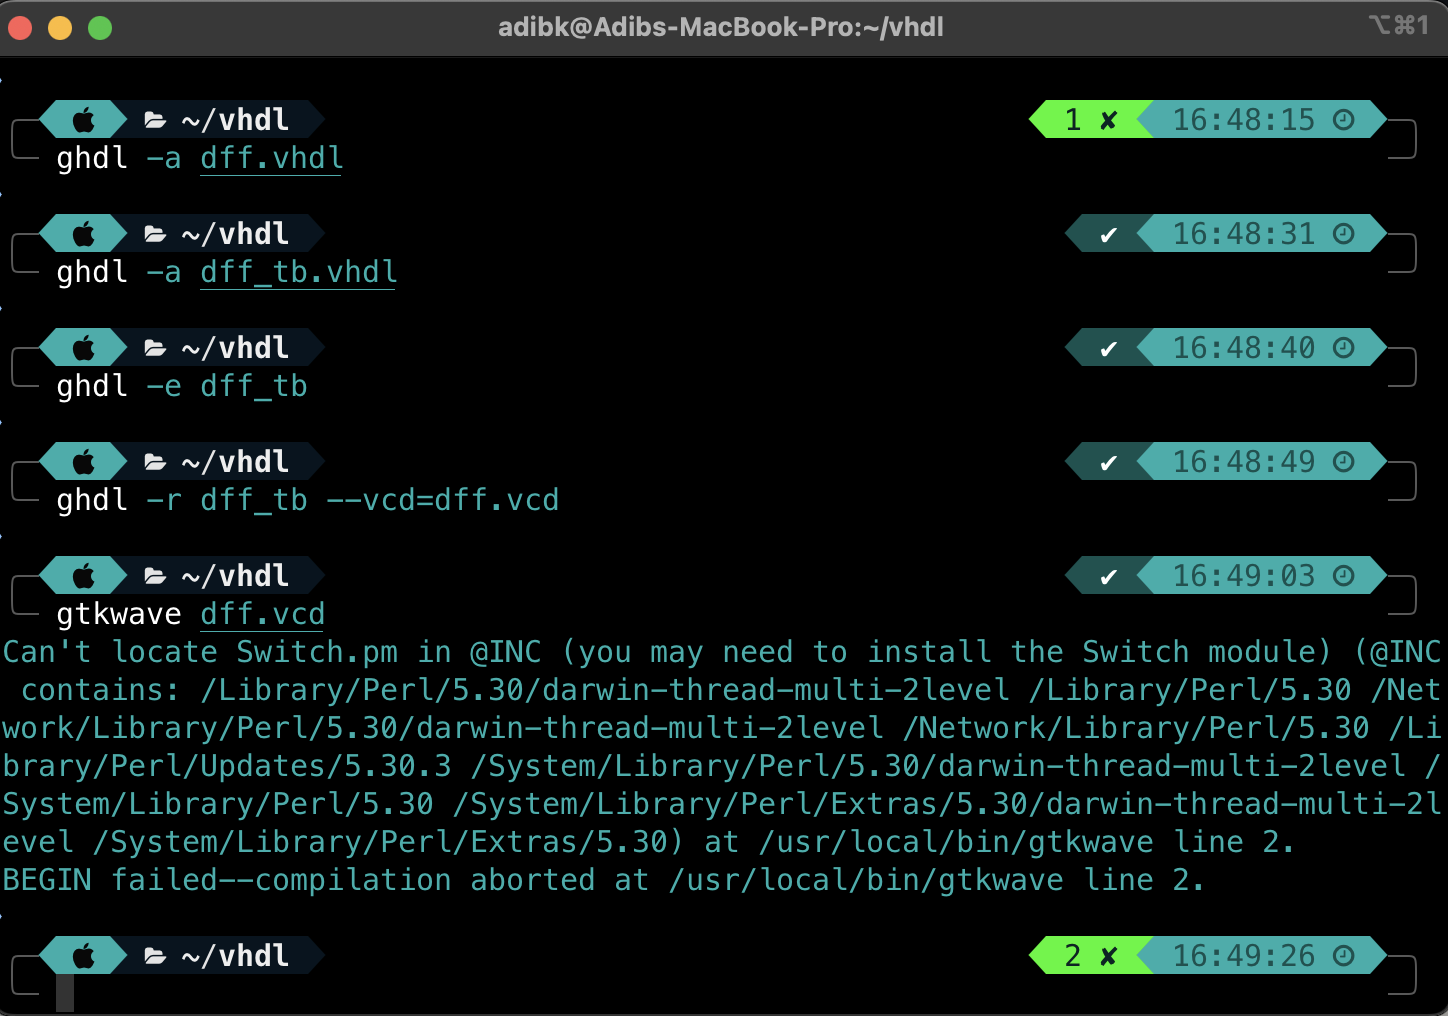 adibk@Adibs-MacBook-Pro:~/vhdl ⌥⌘1
~/vhdl 1 ✘ 16:48:15
ghdl -a dff.vhdl
~/vhdl ✔ 16:48:31
ghdl -a dff_tb.vhdl
~/vhdl ✔ 16:48:40
ghdl -e dff_tb
~/vhdl ✔ 16:48:49
ghdl -r dff_tb --vcd=dff.vcd
~/vhdl ✔ 16:49:03
gtkwave dff.vcd
Can't locate Switch.pm in @INC (you may need to install the Switch module) (@INC
 contains: /Library/Perl/5.30/darwin-thread-multi-2level /Library/Perl/5.30 /Net
work/Library/Perl/5.30/darwin-thread-multi-2level /Network/Library/Perl/5.30 /Li
brary/Perl/Updates/5.30.3 /System/Library/Perl/5.30/darwin-thread-multi-2level /
System/Library/Perl/5.30 /System/Library/Perl/Extras/5.30/darwin-thread-multi-2l
evel /System/Library/Perl/Extras/5.30) at /usr/local/bin/gtkwave line 2.
BEGIN failed--compilation aborted at /usr/local/bin/gtkwave line 2.
~/vhdl 2 ✘ 16:49:26